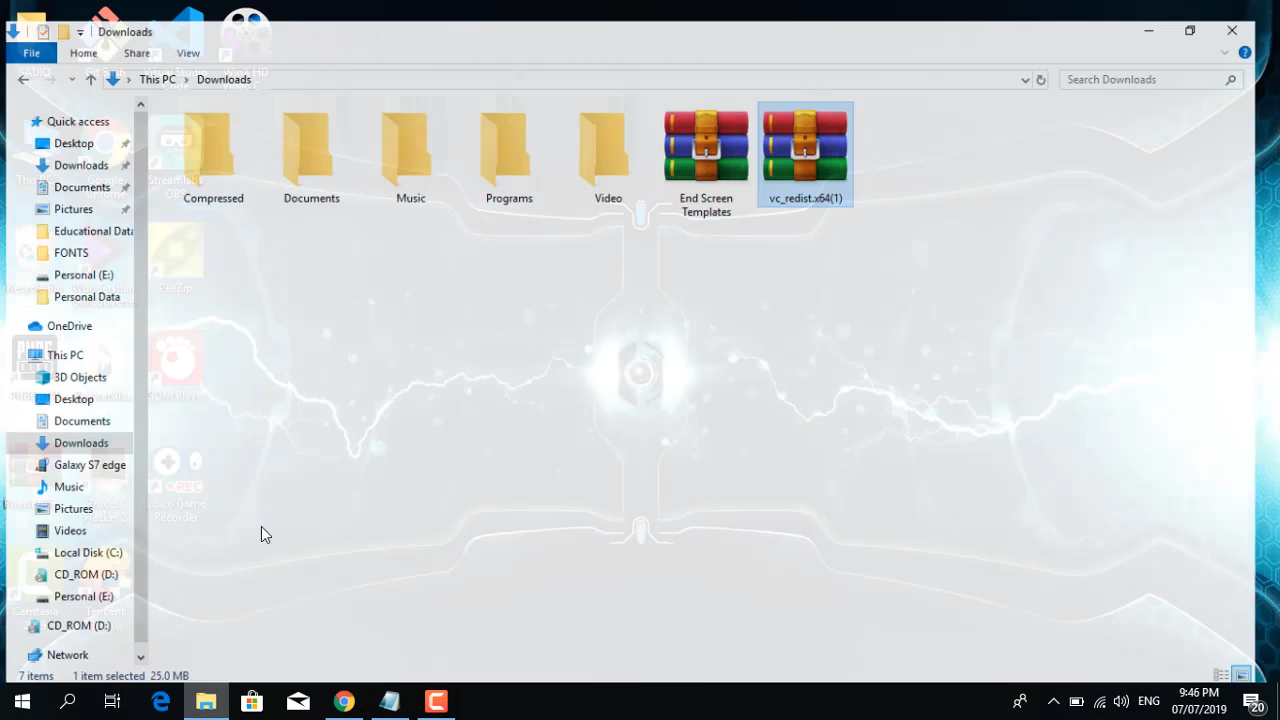 Downloads
File
Home
Share
View
This PC
Downloads
Search Downloads
Quick access
Desktop
Downloads
Documents
Pictures
Educational Data
FONTS
Personal (E:)
Personal Data
OneDrive
This PC
3D Objects
Desktop
Documents
Downloads
Galaxy S7 edge
Music
Pictures
Videos
Local Disk (C:)
CD_ROM (D:)
Personal (E:)
CD_ROM (D:)
Network
Compressed
Documents
Music
Programs
Video
End Screen
Templates
vc_redist.x64(1)
GOM Player
7 items
1 item selected
25.0 MB
ENG
9:46 PM
07/07/2019
20